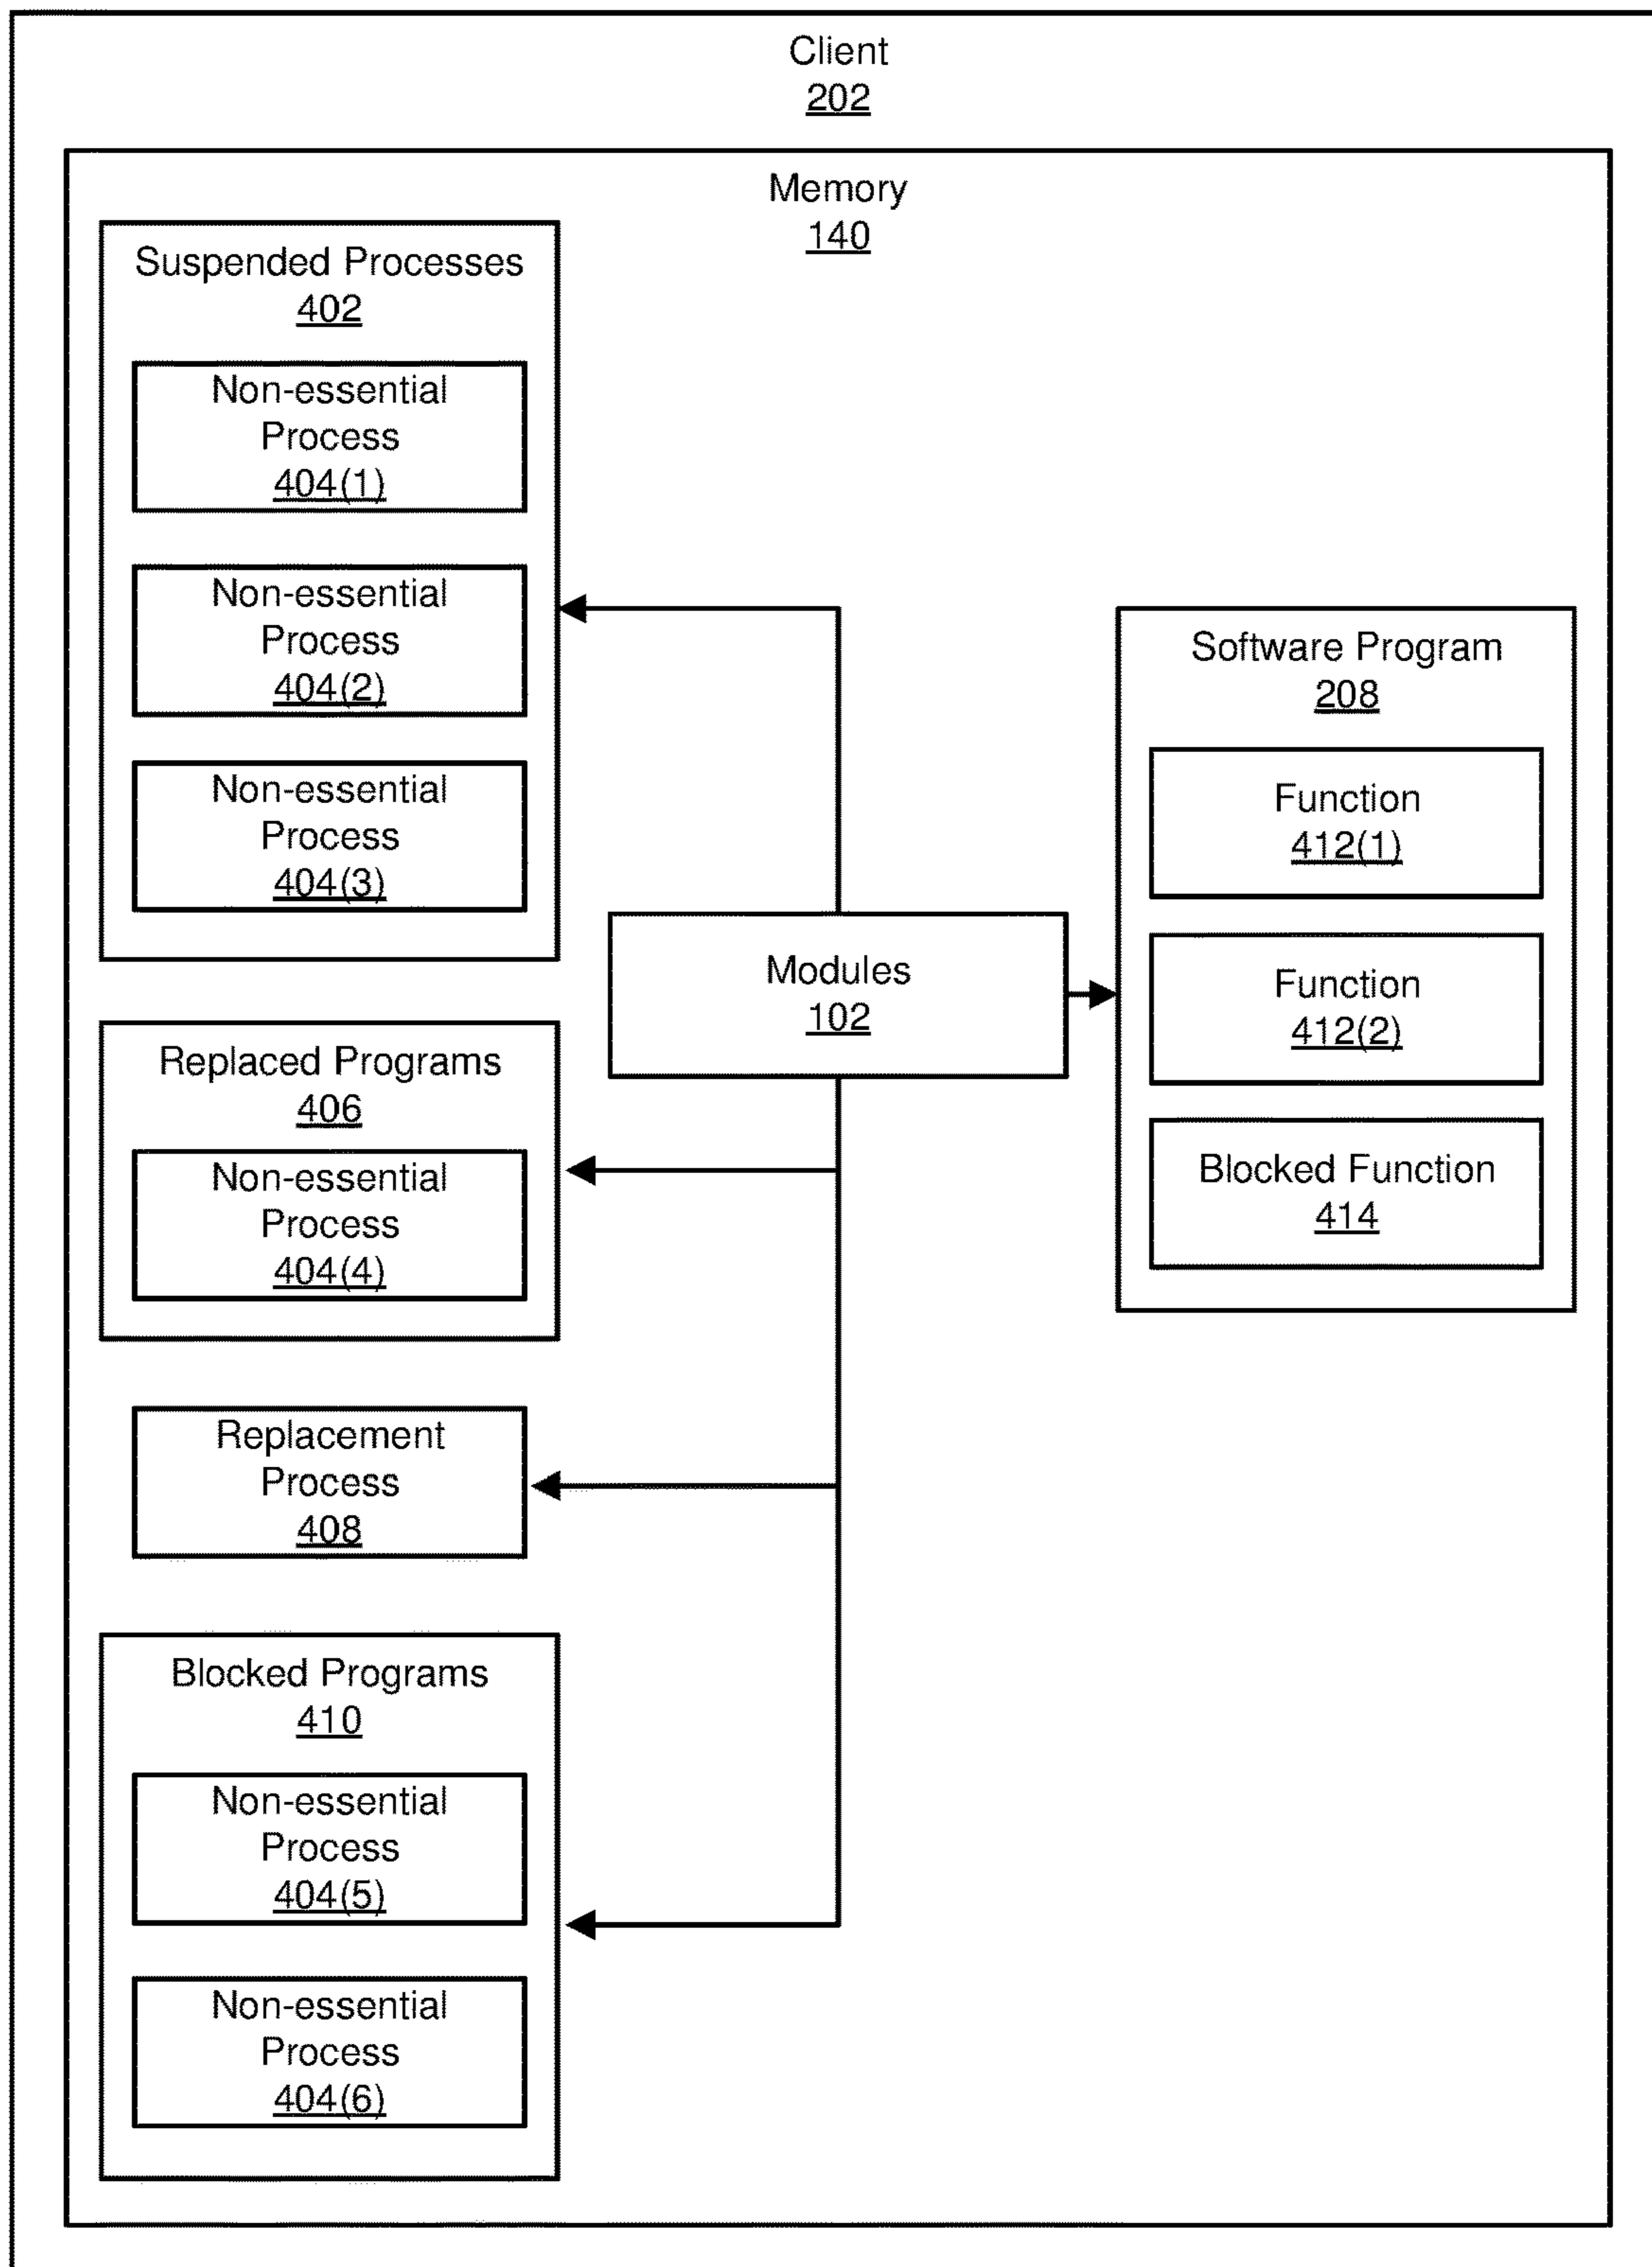 Client
202
Memory
140
Suspended Processes
402
Non-essential
Process
404(1)
Non-essential
Process
404(2)
Non-essential
Process
404(3)
Replaced Programs
406
Non-essential
Process
404(4)
Replacement
Process
408
Blocked Programs
410
Non-essential
Process
404(5)
Non-essential
Process
404(6)
Modules
102
Software Program
208
Function
412(1)
Function
412(2)
Blocked Function
414